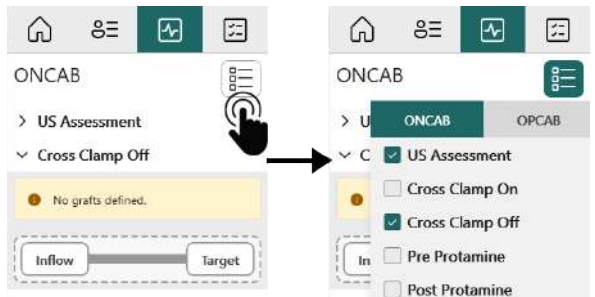 ONCAB
> US Assessment
Cross Clamp Off
No grafts defined.
Inflow Target
ONCAB
> U
ONCAB OPCAB
C
US Assessment
Cross Clamp On
Cross Clamp Off
In
Pre Protamine
Post Protamine